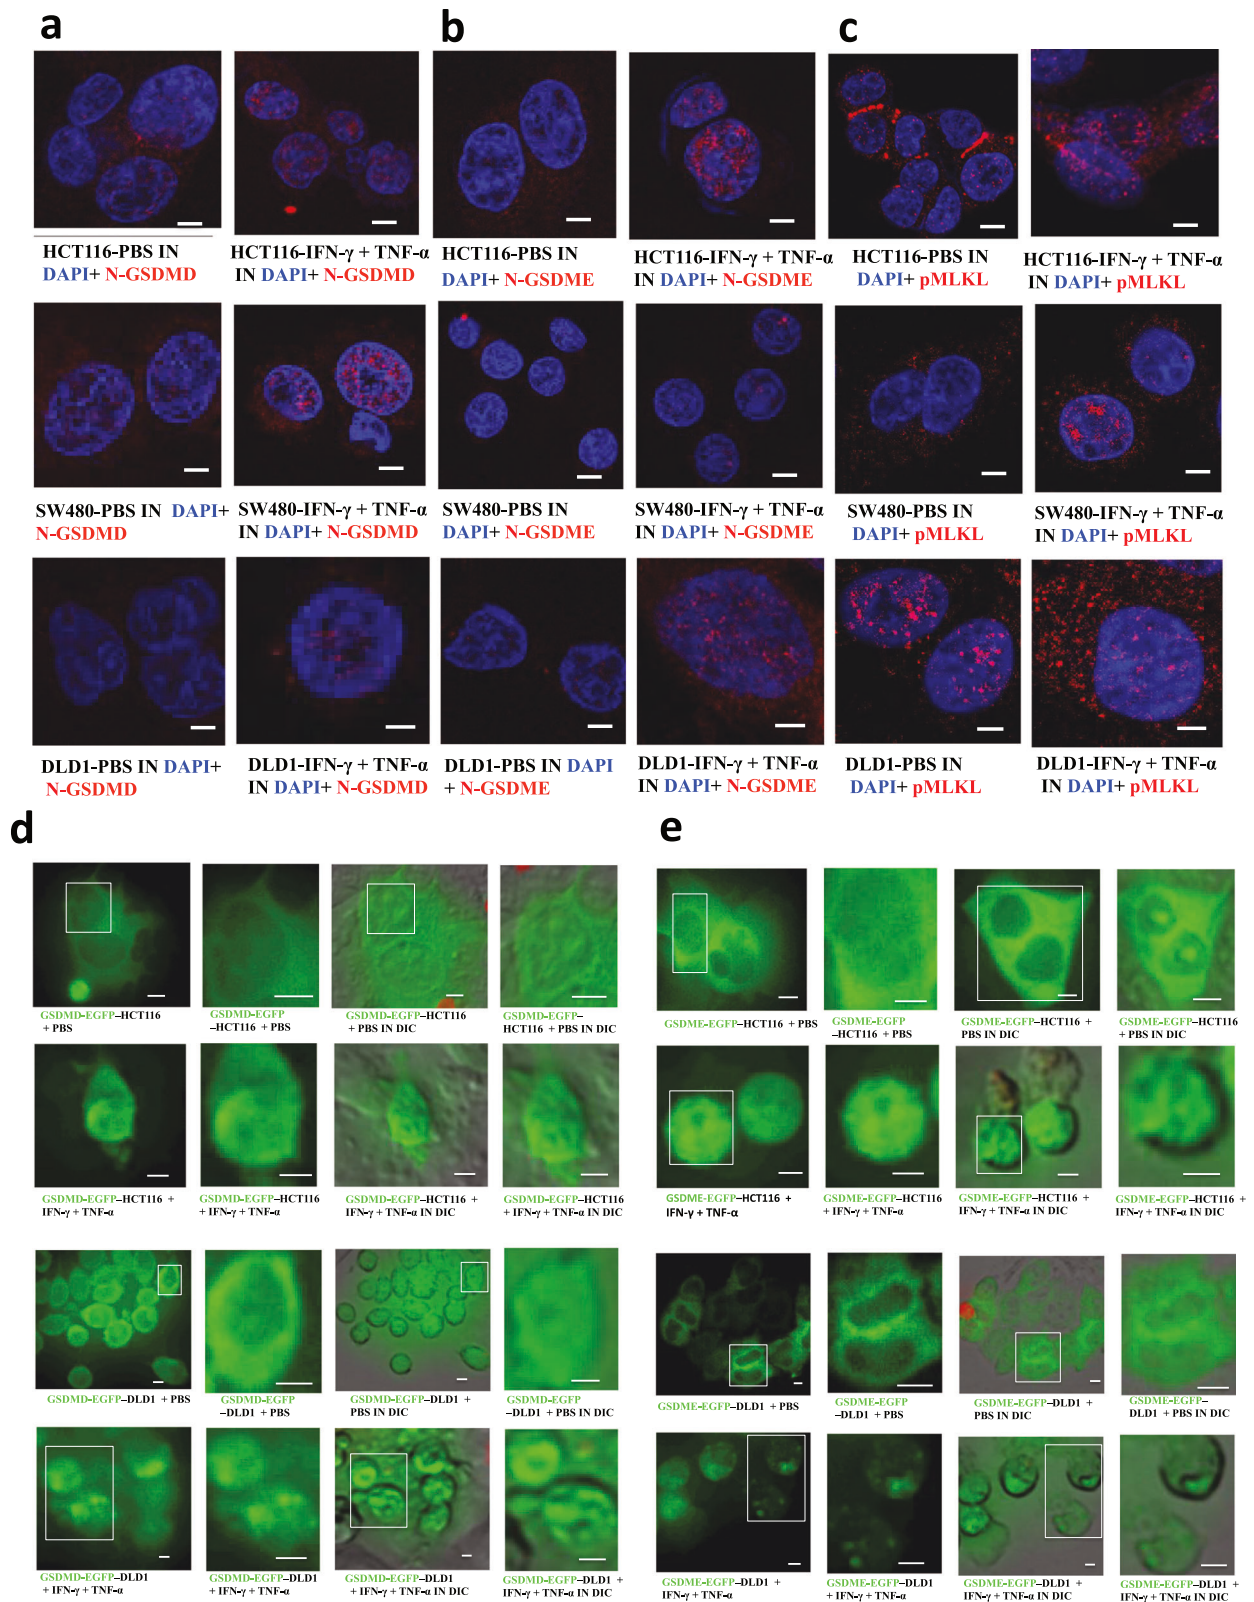 a
b
c
HCT116-PBS IN
DAPI+ N-GSDMD
HCT116-IFN-γ + TNF-α
IN DAPI+ N-GSDMD
HCT116-PBS IN
DAPI+ N-GSDME
HCT116-IFN-γ + TNF-α
IN DAPI+ N-GSDME
HCT116-PBS IN
DAPI+ pMLKL
HCT116-IFN-γ + TNF-α
IN DAPI+ pMLKL
SW480-PBS IN DAPI+
N-GSDMD
SW480-IFN-γ + TNF-α
IN DAPI+ N-GSDMD
SW480-PBS IN
DAPI+ N-GSDME
SW480-IFN-γ + TNF-α
IN DAPI+ N-GSDME
SW480-PBS IN
DAPI+ pMLKL
SW480-IFN-γ + TNF-α
IN DAPI+ pMLKL
DLD1-PBS IN DAPI+
N-GSDMD
DLD1-IFN-γ + TNF-α
IN DAPI+ N-GSDMD
DLD1-PBS IN DAPI
+ N-GSDME
DLD1-IFN-γ + TNF-α
IN DAPI+ N-GSDME
DLD1-PBS IN
DAPI+ pMLKL
DLD1-IFN-γ + TNF-α
IN DAPI+ pMLKL
d
GSDMD-EGFP–HCT116
+ PBS
GSDMD-EGFP
–HCT116 + PBS
GSDMD-EGFP–HCT116
+ PBS IN DIC
GSDMD-EGFP–
HCT116 + PBS IN DIC
GSDMD-EGFP–HCT116 +
IFN-γ + TNF-α
GSDMD-EGFP–HCT116
+ IFN-γ + TNF-α
GSDMD-EGFP–HCT116 +
IFN-γ + TNF-α IN DIC
GSDMD-EGFP–HCT116
+ IFN-γ + TNF-α IN DIC
GSDMD-EGFP–DLD1 + PBS
GSDMD-EGFP
–DLD1 + PBS
GSDMD-EGFP–DLD1 +
PBS IN DIC
GSDMD-EGFP
–DLD1 + PBS IN DIC
GSDMD-EGFP–DLD1
+ IFN-γ + TNF-α
GSDMD-EGFP–DLD1
+ IFN-γ + TNF-α
GSDMD-EGFP–DLD1
+ IFN-γ + TNF-α IN DIC
GSDMD-EGFP–DLD1 +
IFN-γ + TNF-α IN DIC
e
GSDME-EGFP–HCT116 + PBS
GSDME-EGFP
–HCT116 + PBS
GSDME-EGFP–HCT116 +
PBS IN DIC
GSDME-EGFP–HCT116
+ PBS IN DIC
GSDME-EGFP–HCT116 +
IFN-γ + TNF-α
GSDME-EGFP–HCT116
+ IFN-γ + TNF-α
GSDME-EGFP–HCT116 +
IFN-γ + TNF-α IN DIC
GSDME-EGFP–HCT116 +
IFN-γ + TNF-α IN DIC
GSDME-EGFP–DLD1 + PBS
GSDME-EGFP
–DLD1 + PBS
GSDME-EGFP–DLD1 +
PBS IN DIC
GSDME-EGFP–
DLD1 + PBS IN DIC
GSDME-EGFP–DLD1 +
IFN-γ + TNF-α
GSDME-EGFP–DLD1
+ IFN-γ + TNF-α
GSDME-EGFP–DLD1 +
IFN-γ + TNF-α IN DIC
GSDME-EGFP–DLD1 +
IFN-γ + TNF-α IN DIC